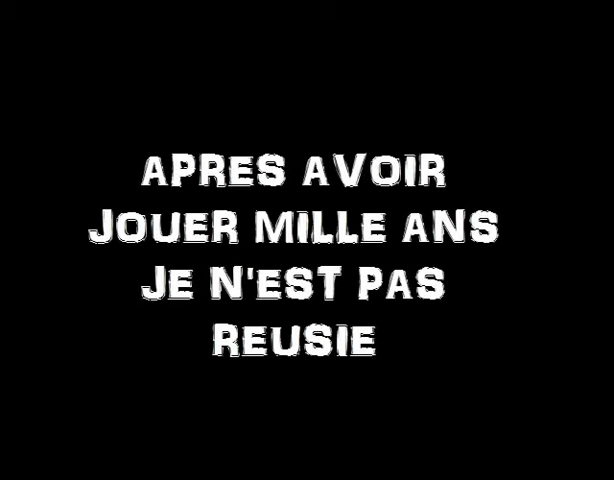 APRES AVOIR
JOUER MILLE ANS
JE N'EST PAS
REUSIE